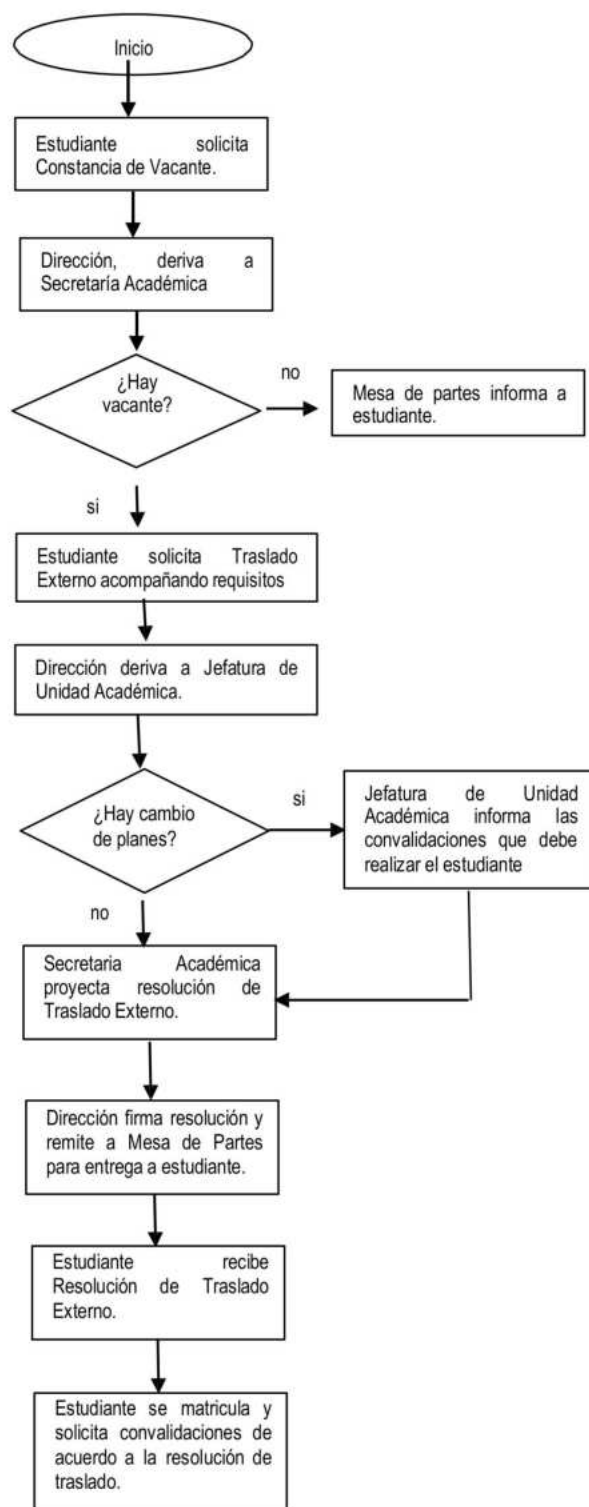 Inicio
Estudiante solicita
Constancia de Vacante.
Dirección, deriva a
Secretaría Académica
¿Hay
vacante?
no
Mesa de partes informa a
estudiante.
si
Estudiante solicita Traslado
Externo acompañando requisitos
Dirección deriva a Jefatura de
Unidad Académica.
¿Hay cambio
de planes?
si
Jefatura de Unidad
Académica informa las
convalidaciones que debe
realizar el estudiante
no
Secretaria Académica
proyecta resolución de
Traslado Externo.
Dirección firma resolución y
remite a Mesa de Partes
para entrega a estudiante.
Estudiante recibe
Resolución de Traslado
Externo.
Estudiante se matricula y
solicita convalidaciones de
acuerdo a la resolución de
traslado.